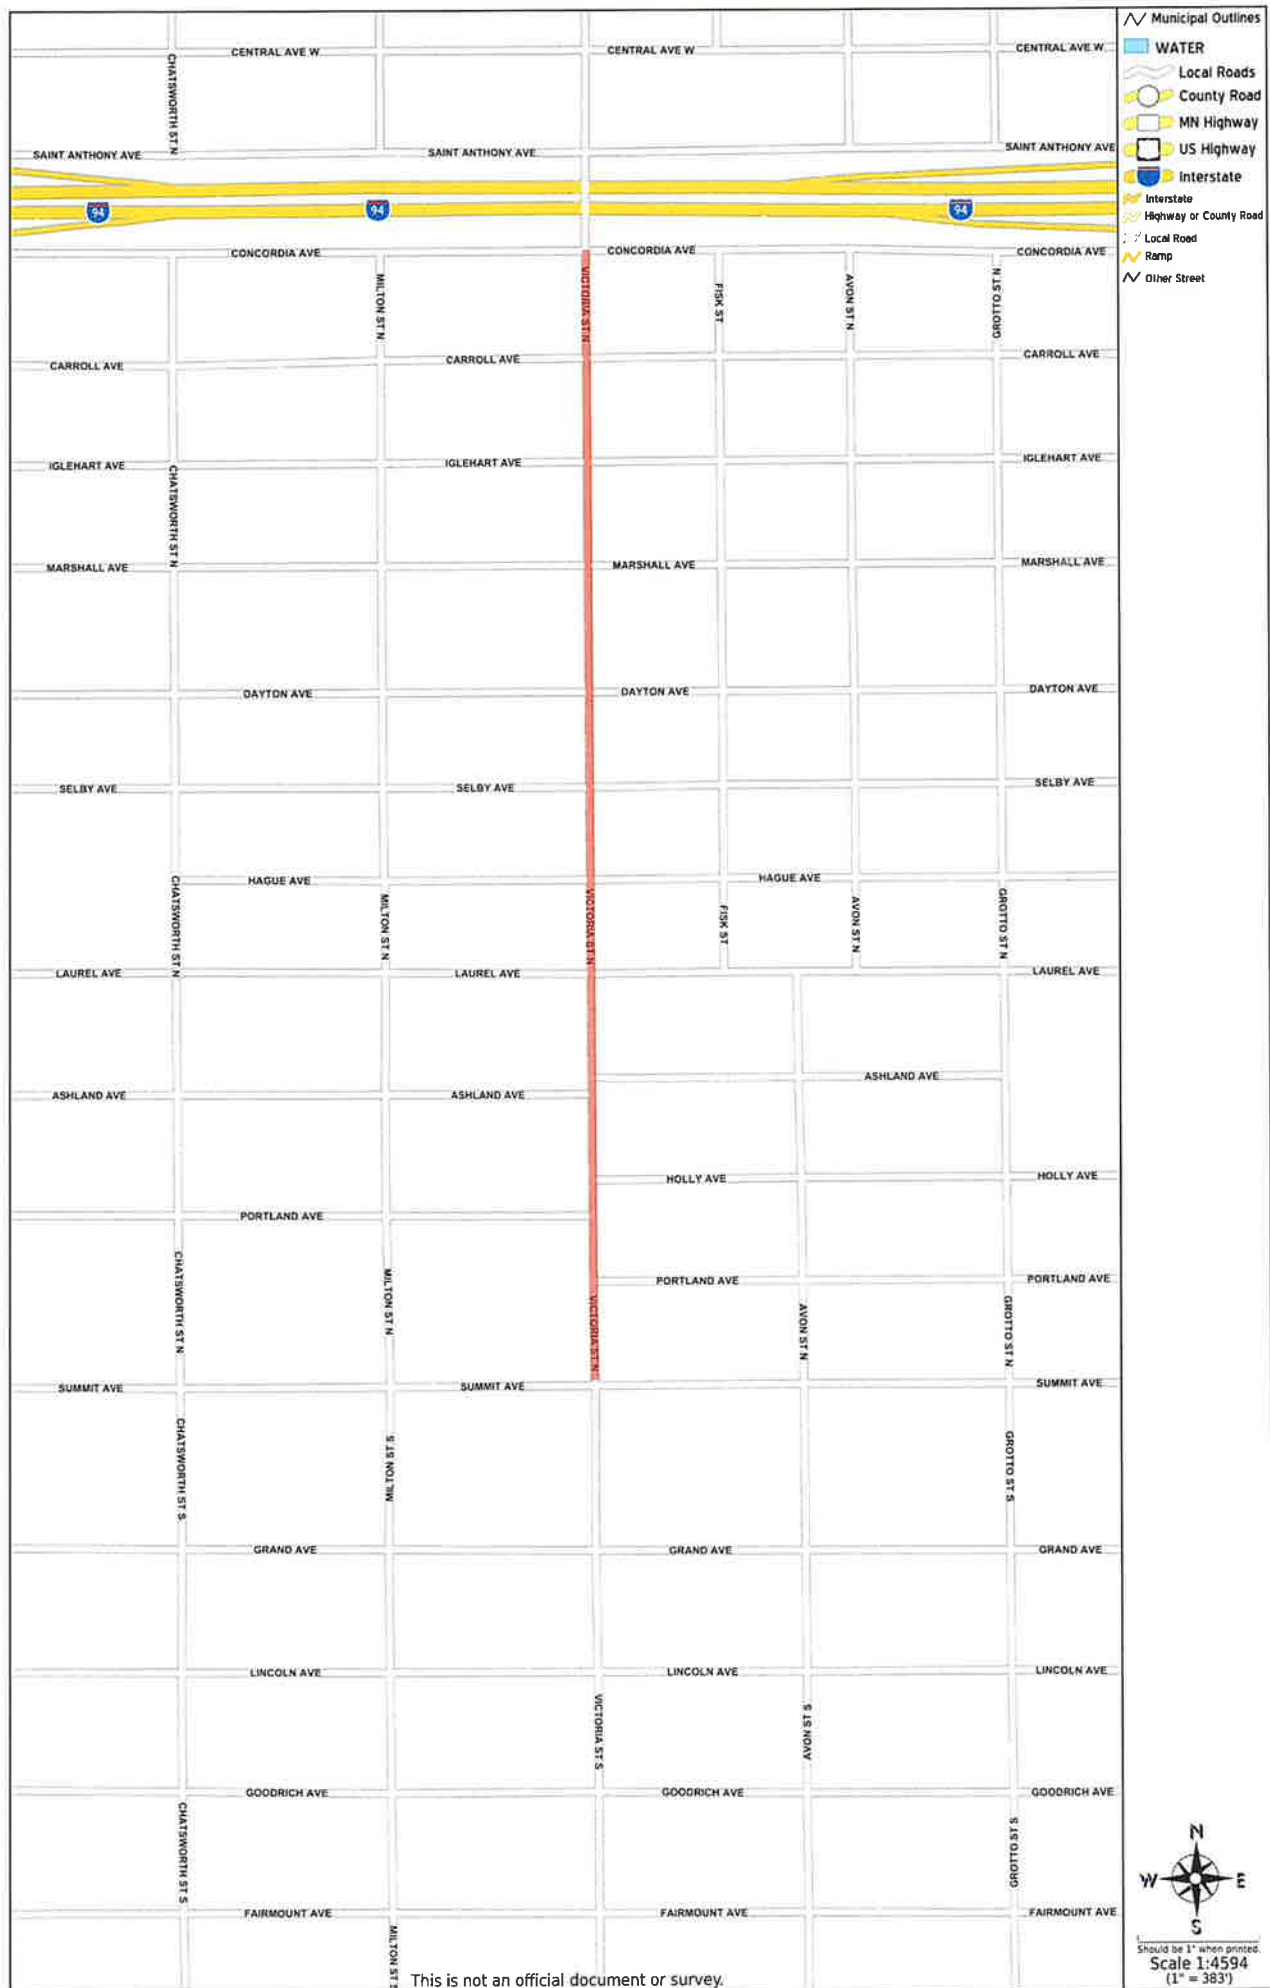 Municipal Outlines
WATER
Local Roads
County Road
MN Highway
US Highway
Interstate
Interstate
Highway or County Road
Local Road
Ramp
Other Street
CENTRAL AVE W
CENTRAL AVE W
CENTRAL AVE W
CHATSWORTH ST N
SAINT ANTHONY AVE
SAINT ANTHONY AVE
SAINT ANTHONY AVE
94
94
94
CONCORDIA AVE
CONCORDIA AVE
CONCORDIA AVE
MILTON ST N
VICTORIA ST N
FISK ST
AVON ST N
GROTTO ST N
CARROLL AVE
CARROLL AVE
CARROLL AVE
IGLEHART AVE
IGLEHART AVE
IGLEHART AVE
CHATSWORTH ST N
MARSHALL AVE
MARSHALL AVE
MARSHALL AVE
DAYTON AVE
DAYTON AVE
DAYTON AVE
SELBY AVE
SELBY AVE
SELBY AVE
HAGUE AVE
HAGUE AVE
CHATSWORTH ST N
MILTON ST N
VICTORIA ST N
FISK ST
AVON ST N
GROTTO ST N
LAUREL AVE
LAUREL AVE
LAUREL AVE
ASHLAND AVE
ASHLAND AVE
ASHLAND AVE
HOLLY AVE
HOLLY AVE
PORTLAND AVE
PORTLAND AVE
PORTLAND AVE
CHATSWORTH ST N
MILTON ST N
VICTORIA ST N
AVON ST N
GROTTO ST N
SUMMIT AVE
SUMMIT AVE
SUMMIT AVE
CHATSWORTH ST S
MILTON ST S
GROTTO ST S
GRAND AVE
GRAND AVE
GRAND AVE
LINCOLN AVE
LINCOLN AVE
LINCOLN AVE
VICTORIA ST S
AVON ST S
GOODRICH AVE
GOODRICH AVE
GOODRICH AVE
CHATSWORTH ST S
GROTTO ST S
FAIRMOUNT AVE
FAIRMOUNT AVE
FAIRMOUNT AVE
MILTON ST S
N
W E
S
Should be 1" when printed.
Scale 1:4594
(1" = 383')
This is not an official document or survey.